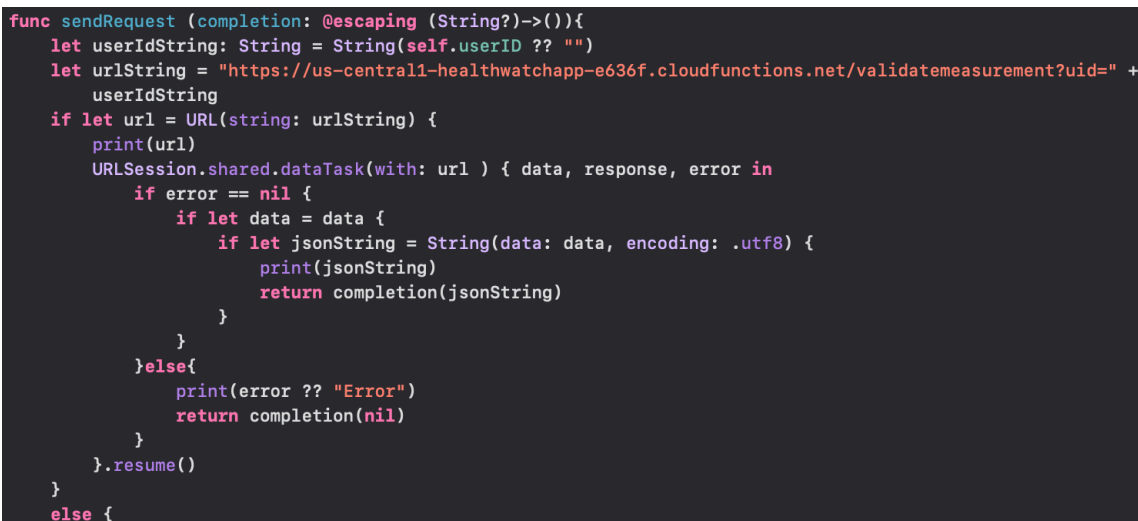 func sendRequest (completion: @escaping (String?)->()){
let userIdString: String = String(self.userID ?? "")
let urlString = "https://us-central1-healthwatchapp-e636f.cloudfunctions.net/validatemeasurement?uid=" +
userIdString
if let url = URL(string: urlString) {
print(url)
URLSession.shared.dataTask(with: url ) { data, response, error in
if error == nil {
if let data = data {
if let jsonString = String(data: data, encoding: .utf8) {
print(jsonString)
return completion(jsonString)
}
}
}else{
print(error ?? "Error")
return completion(nil)
}
}.resume()
}
else {